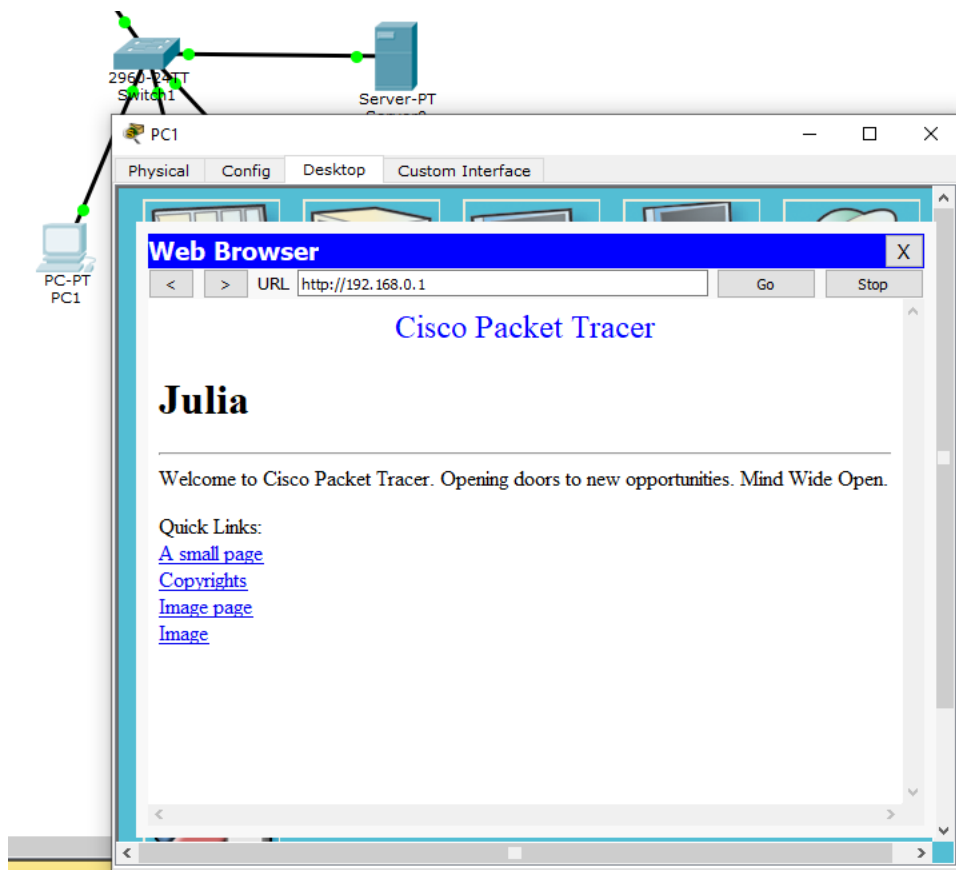 2960-24TT
Switch1
Server-PT
PC1
Physical Config Desktop Custom Interface
Web Browser X
< > URL http://192.168.0.1 Go Stop
Cisco Packet Tracer
Julia
Welcome to Cisco Packet Tracer. Opening doors to new opportunities. Mind Wide Open.
Quick Links:
A small page
Copyrights
Image page
Image
PC-PT
PC1